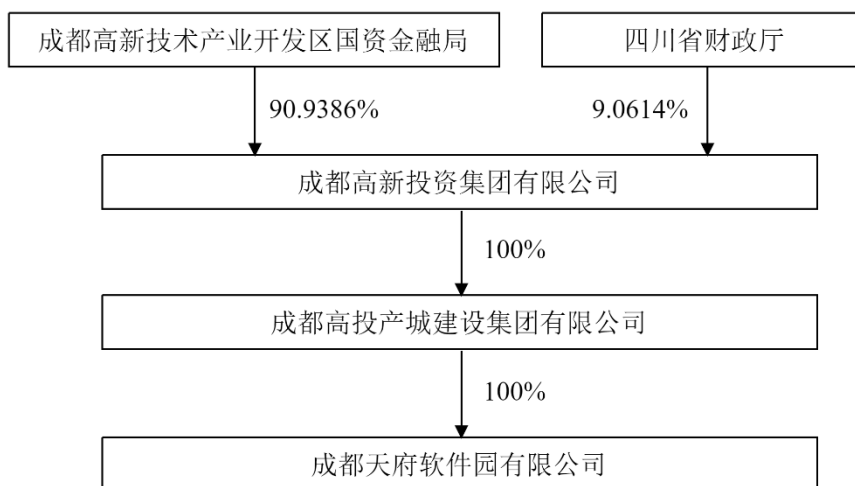 成都高新技术产业开发区国资金融局
四川省财政厅
90.9386%
9.0614%
成都高新投资集团有限公司
100%
成都高投产城建设集团有限公司
100%
成都天府软件园有限公司